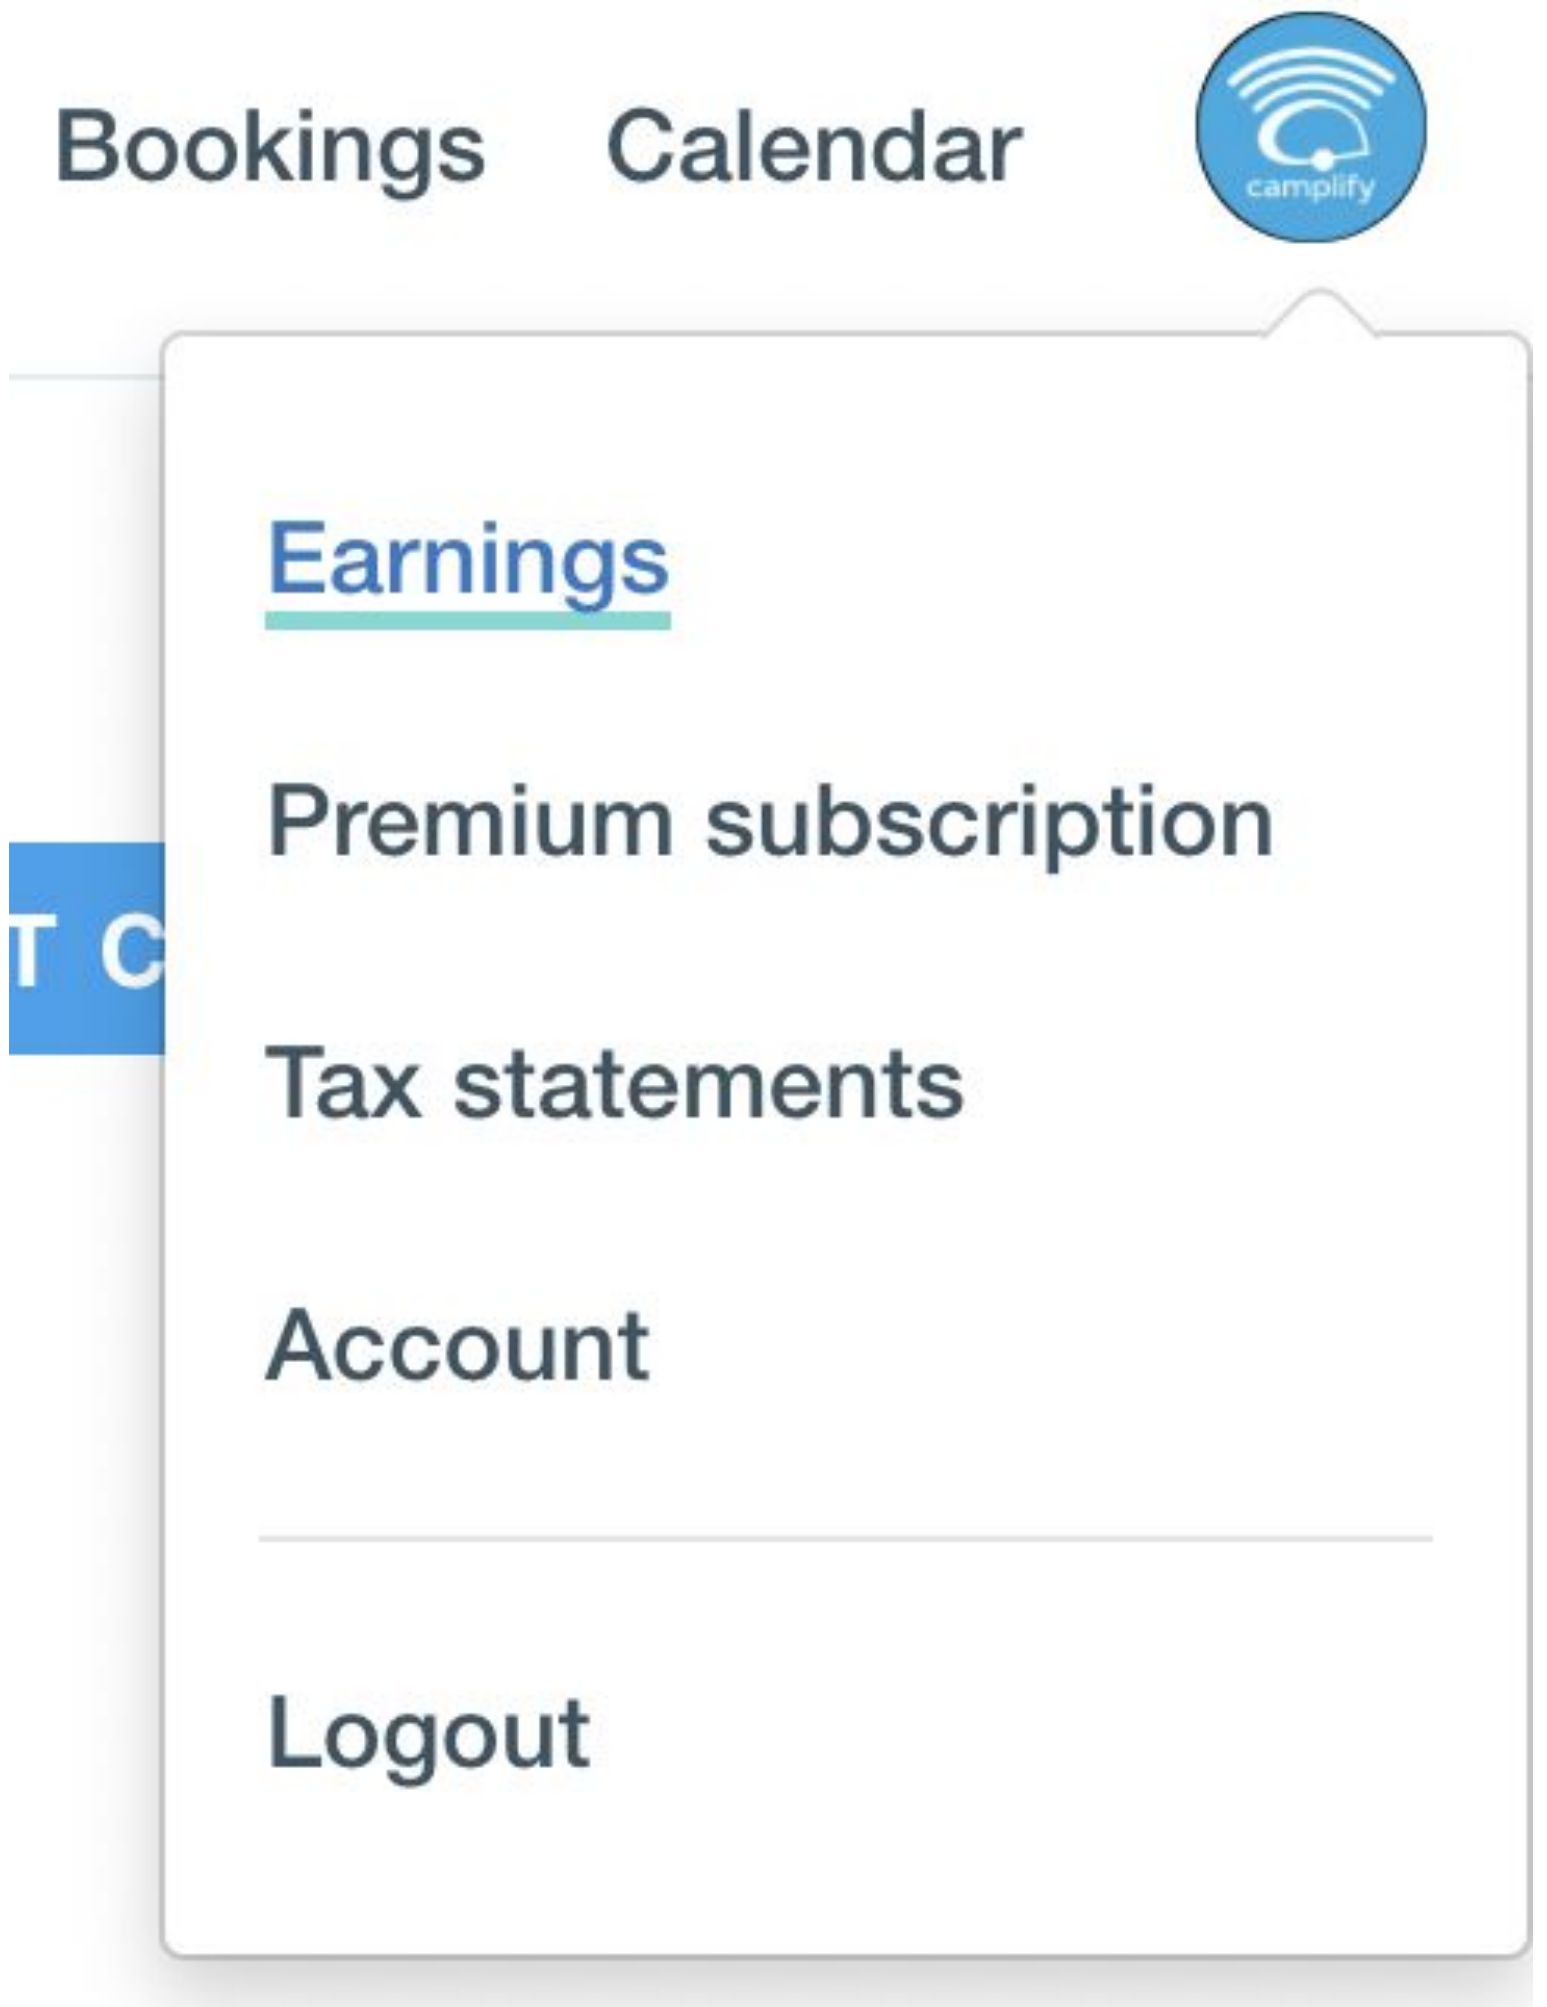 Bookings Calendar
camplify
Earnings
Premium subscription
T C
Tax statements
Account
Logout